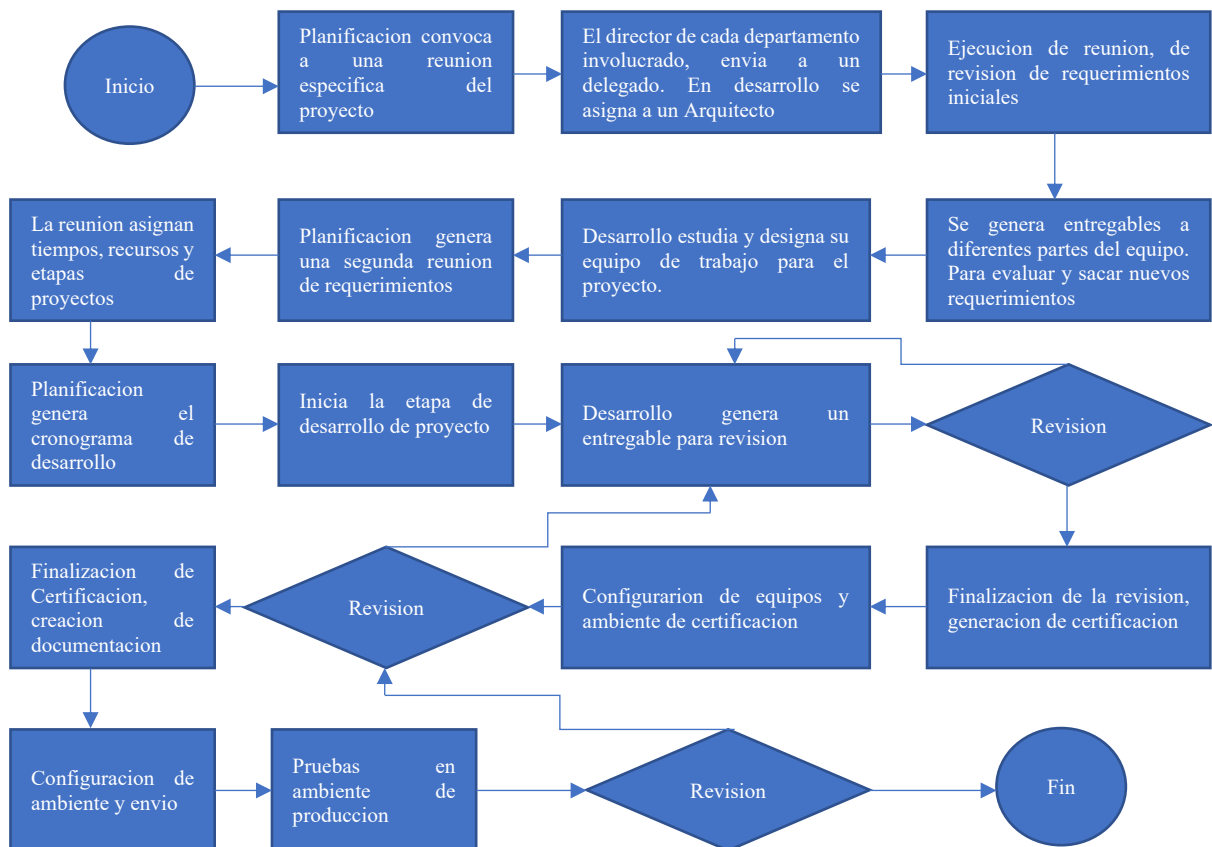 Inicio
Planificacion convoca
a una reunion
especifica del
proyecto
El director de cada departamento
involucrado, envia a un
delegado. En desarrollo se
asigna a un Arquitecto
Ejecucion de reunion, de
revision de requerimientos
iniciales
La reunion asignan
tiempos, recursos y
etapas de
proyectos
Planificacion genera
una segunda reunion
de requerimientos
Desarrollo estudia y designa su
equipo de trabajo para el
proyecto.
Se genera entregables a
diferentes partes del equipo.
Para evaluar y sacar nuevos
requerimientos
Planificacion
genera el
cronograma de
desarrollo
Inicia la etapa de
desarrollo de proyecto
Desarrollo genera un
entregable para revision
Revision
Finalizacion de
Certificacion,
creacion de
documentacion
Revision
Configurarion de equipos y
ambiente de certificacion
Finalizacion de la revision,
generacion de certificacion
Configuracion de
ambiente y envio
Pruebas en
ambiente de
produccion
Revision
Fin